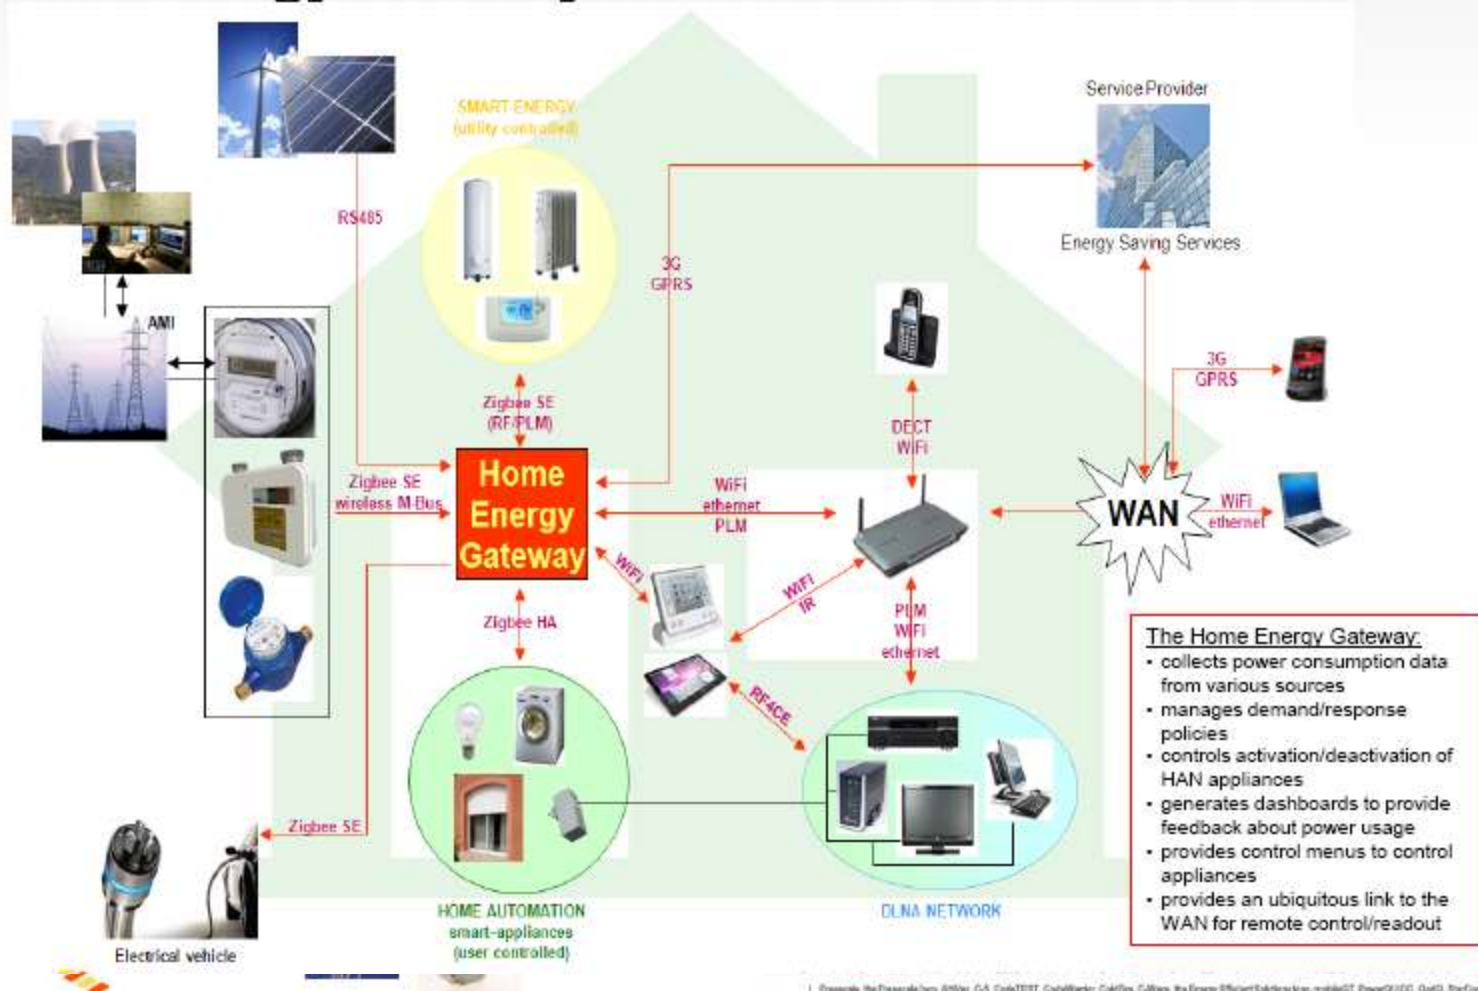 SMART ENERGY
(utility controlled)
Service Provider
Energy Saving Services
RS485
3G
GPRS
AMI
Zigbee SE
(RF/PLM)
DECT
WiFi
3G
GPRS
Zigbee SE
wireless M-Bus
Home
Energy
Gateway
WiFi
ethernet
PLM
WAN
WiFi
ethernet
WiFi
WiFi
IR
Zigbee HA
PLM
WiFi
ethernet
RF4CE
Zigbee SE
The Home Energy Gateway:
• collects power consumption data
from various sources
• manages demand/response
policies
• controls activation/deactivation of
HAN appliances
• generates dashboards to provide
feedback about power usage
• provides control menus to control
appliances
• provides an ubiquitous link to the
WAN for remote control/readout
HOME AUTOMATION
smart-appliances
(user controlled)
DLNA NETWORK
Electrical vehicle